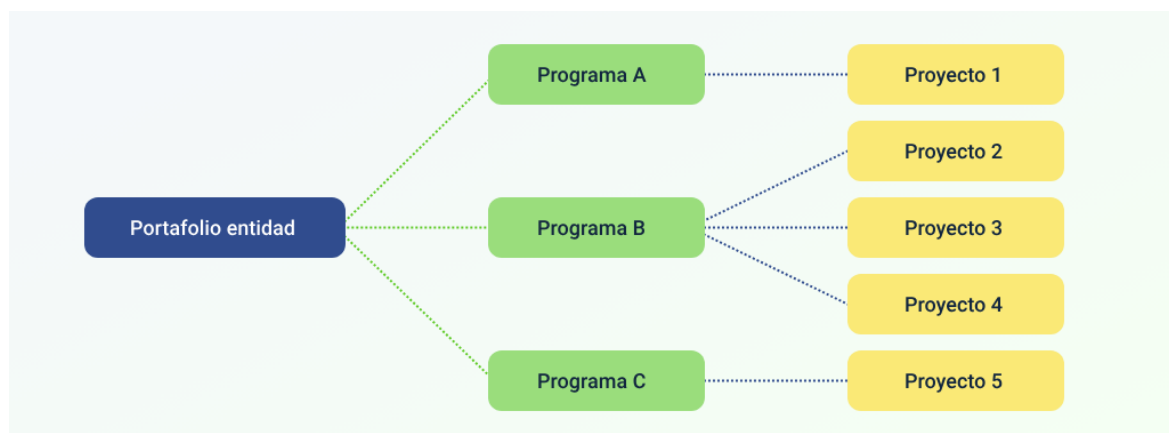 Portafolio entidad
Programa A
Programa B
Programa C
Proyecto 1
Proyecto 2
Proyecto 3
Proyecto 4
Proyecto 5